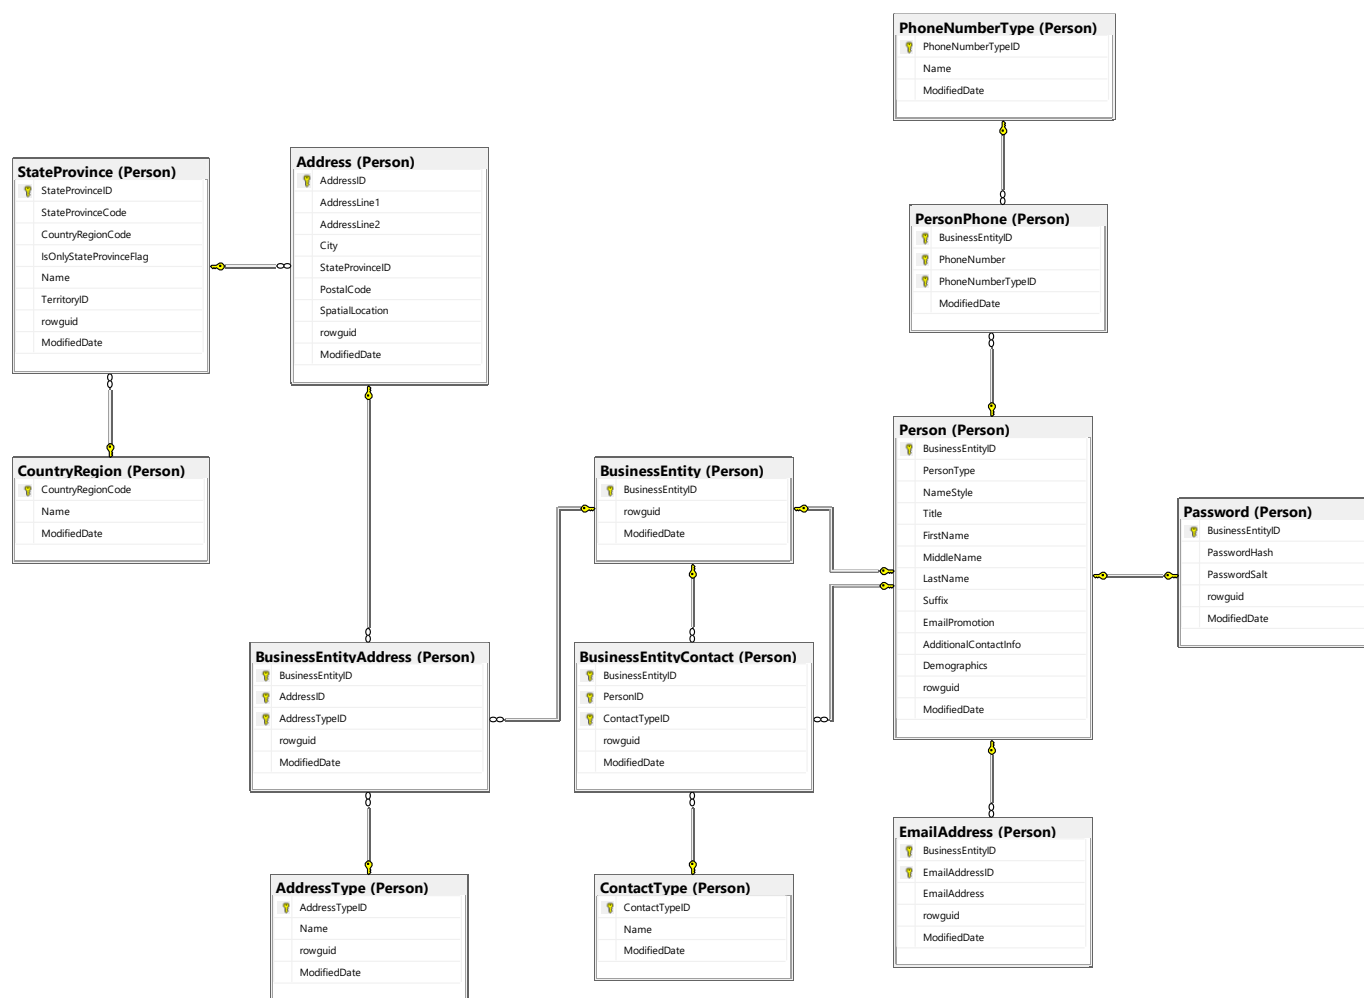 PhoneNumberType (Person)
PhoneNumberTypeID
Name
ModifiedDate
StateProvince (Person)
StateProvinceID
StateProvinceCode
CountryRegionCode
IsOnlyStateProvinceFlag
Name
TerritoryID
rowguid
ModifiedDate
Address (Person)
AddressID
AddressLine1
AddressLine2
City
StateProvinceID
PostalCode
SpatialLocation
rowguid
ModifiedDate
PersonPhone (Person)
BusinessEntityID
PhoneNumber
PhoneNumberTypeID
ModifiedDate
CountryRegion (Person)
CountryRegionCode
Name
ModifiedDate
BusinessEntity (Person)
BusinessEntityID
rowguid
ModifiedDate
Person (Person)
BusinessEntityID
PersonType
NameStyle
Title
FirstName
MiddleName
LastName
Suffix
EmailPromotion
AdditionalContactInfo
Demographics
rowguid
ModifiedDate
Password (Person)
BusinessEntityID
PasswordHash
PasswordSalt
rowguid
ModifiedDate
BusinessEntityAddress (Person)
BusinessEntityID
AddressID
AddressTypeID
rowguid
ModifiedDate
BusinessEntityContact (Person)
BusinessEntityID
PersonID
ContactTypeID
rowguid
ModifiedDate
AddressType (Person)
AddressTypeID
Name
rowguid
ModifiedDate
ContactType (Person)
ContactTypeID
Name
ModifiedDate
EmailAddress (Person)
BusinessEntityID
EmailAddressID
EmailAddress
rowguid
ModifiedDate